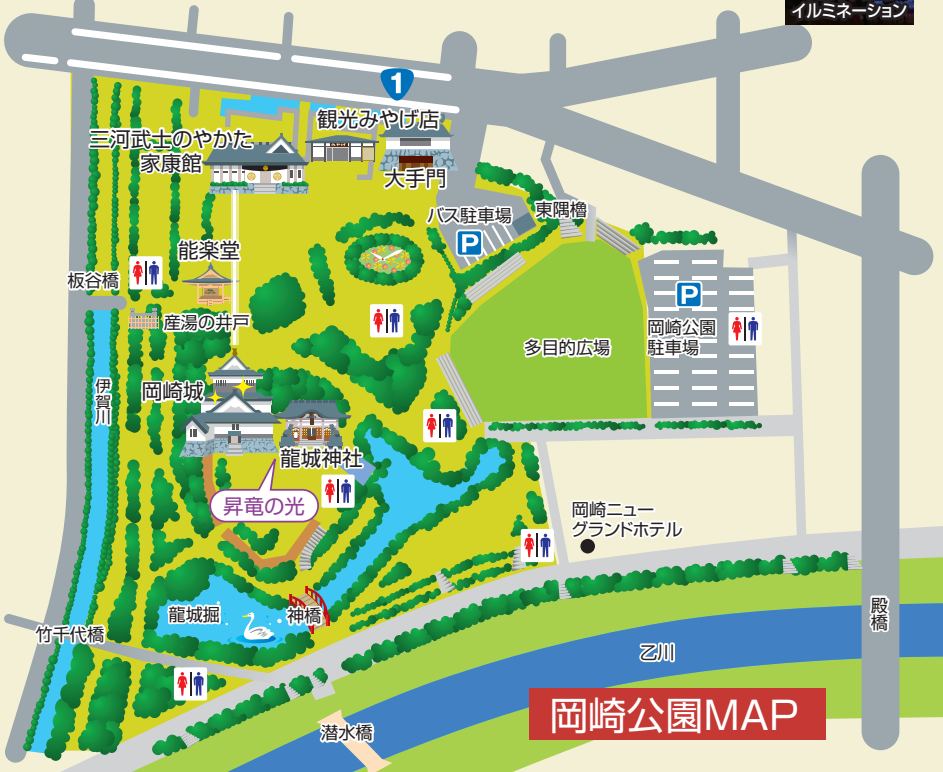 イルミネーション
1
観光みやげ店
三河武士のやかた
家康館
大手門
バス駐車場
東隅櫓
P
能楽堂
板谷橋
産湯の井戸
P
岡崎公園
駐車場
多目的広場
伊賀川
岡崎城
龍城神社
昇竜の光
岡崎ニュー
グランドホテル
龍城堀
神橋
竹千代橋
殿橋
乙川
岡崎公園MAP
潜水橋